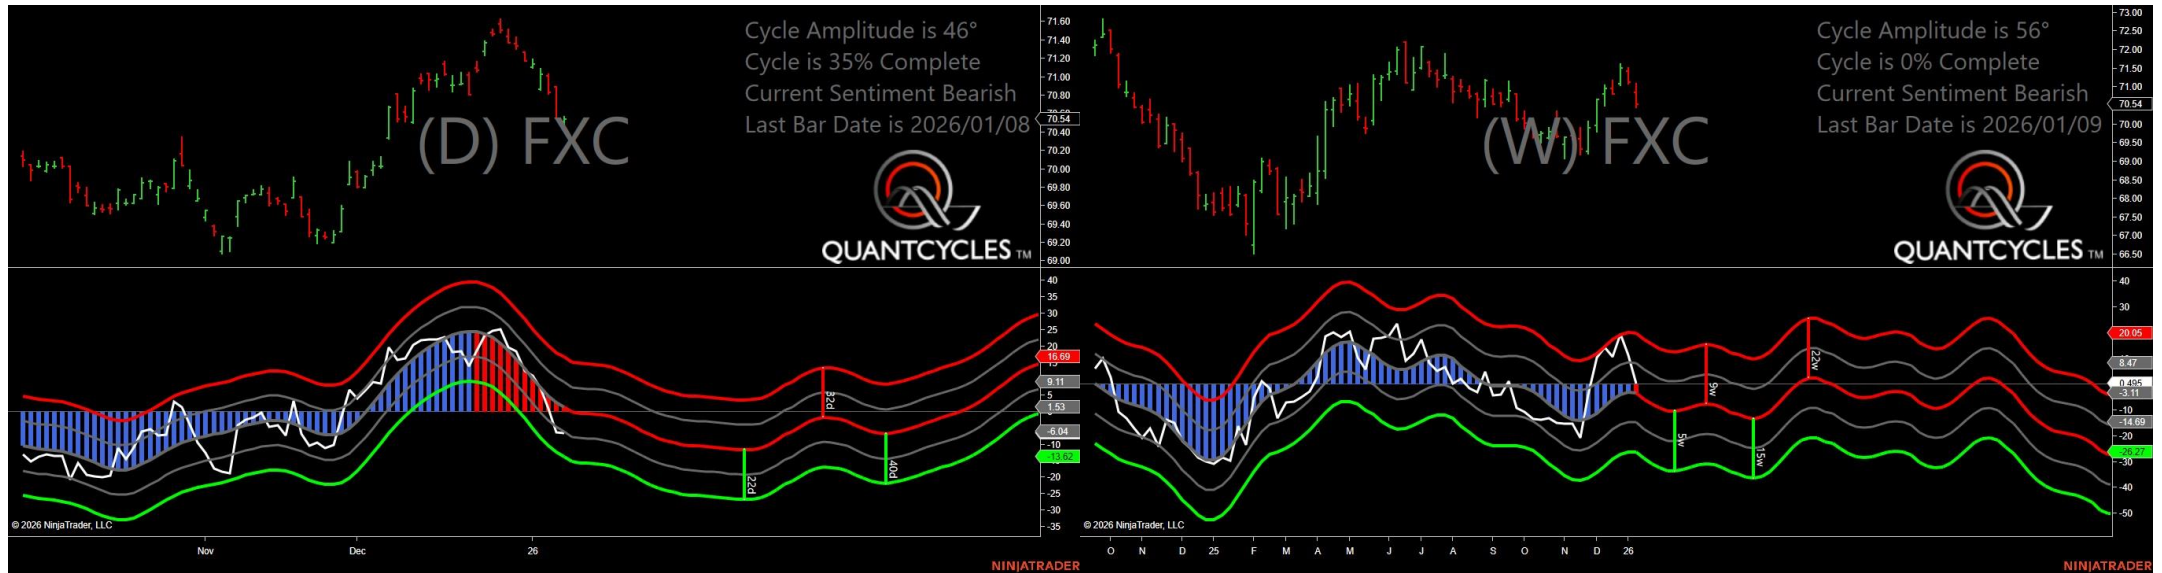 Cycle Amplitude is 46°
Cycle is 35% Complete
Current Sentiment Bearish
Last Bar Date is 2026/01/08
(D) FXC
QUANTCYCLES TM
71.60
71.40
71.20
71.00
70.80
70.54
70.40
70.20
70.00
69.80
69.60
69.40
69.20
69.00
40
35
30
25
20
16.69
15
9.11
5
1.53
-6.04
-10
-13.62
-20
-25
-30
-35
22d
32d
40d
© 2026 NinjaTrader, LLC
Nov
Dec
26
NINJATRADER
Cycle Amplitude is 56°
Cycle is 0% Complete
Current Sentiment Bearish
Last Bar Date is 2026/01/09
(W) FXC
QUANTCYCLES TM
73.00
72.50
72.00
71.50
71.00
70.54
70.00
69.50
69.00
68.50
68.00
67.50
67.00
66.50
40
30
20.05
8.47
0.495
-3.11
-10
-14.69
-20
-26.27
-30
-40
-50
5w
9w
15w
22w
© 2026 NinjaTrader, LLC
O N D 25 F M A M J J A S O N D 26
NINJATRADER